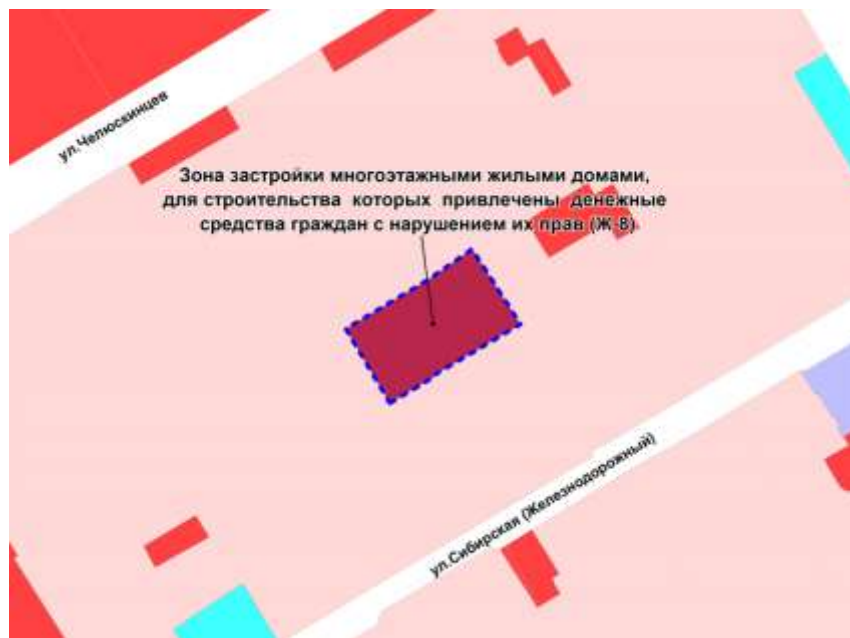 ул.Челюскинцев
Зона застройки многоэтажными жилыми домами,
для строительства которых привлечены денежные
средства граждан с нарушением их прав (Ж-8)
ул.Сибирская (Железнодорожный)